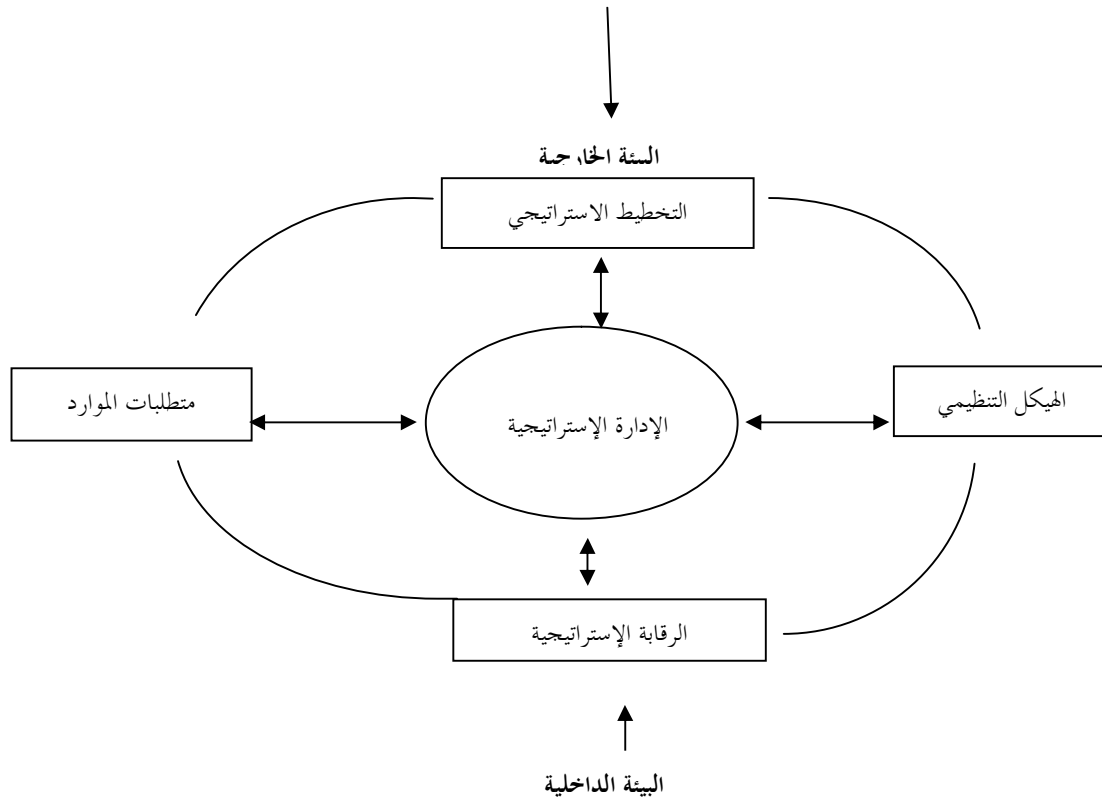 البيئة الخارجية
التخطيط الاستراتيجي
الهيكل التنظيمي
متطلبات الموارد
الإدارة الإستراتيجية
الرقابة الإستراتيجية
البيئة الداخلية